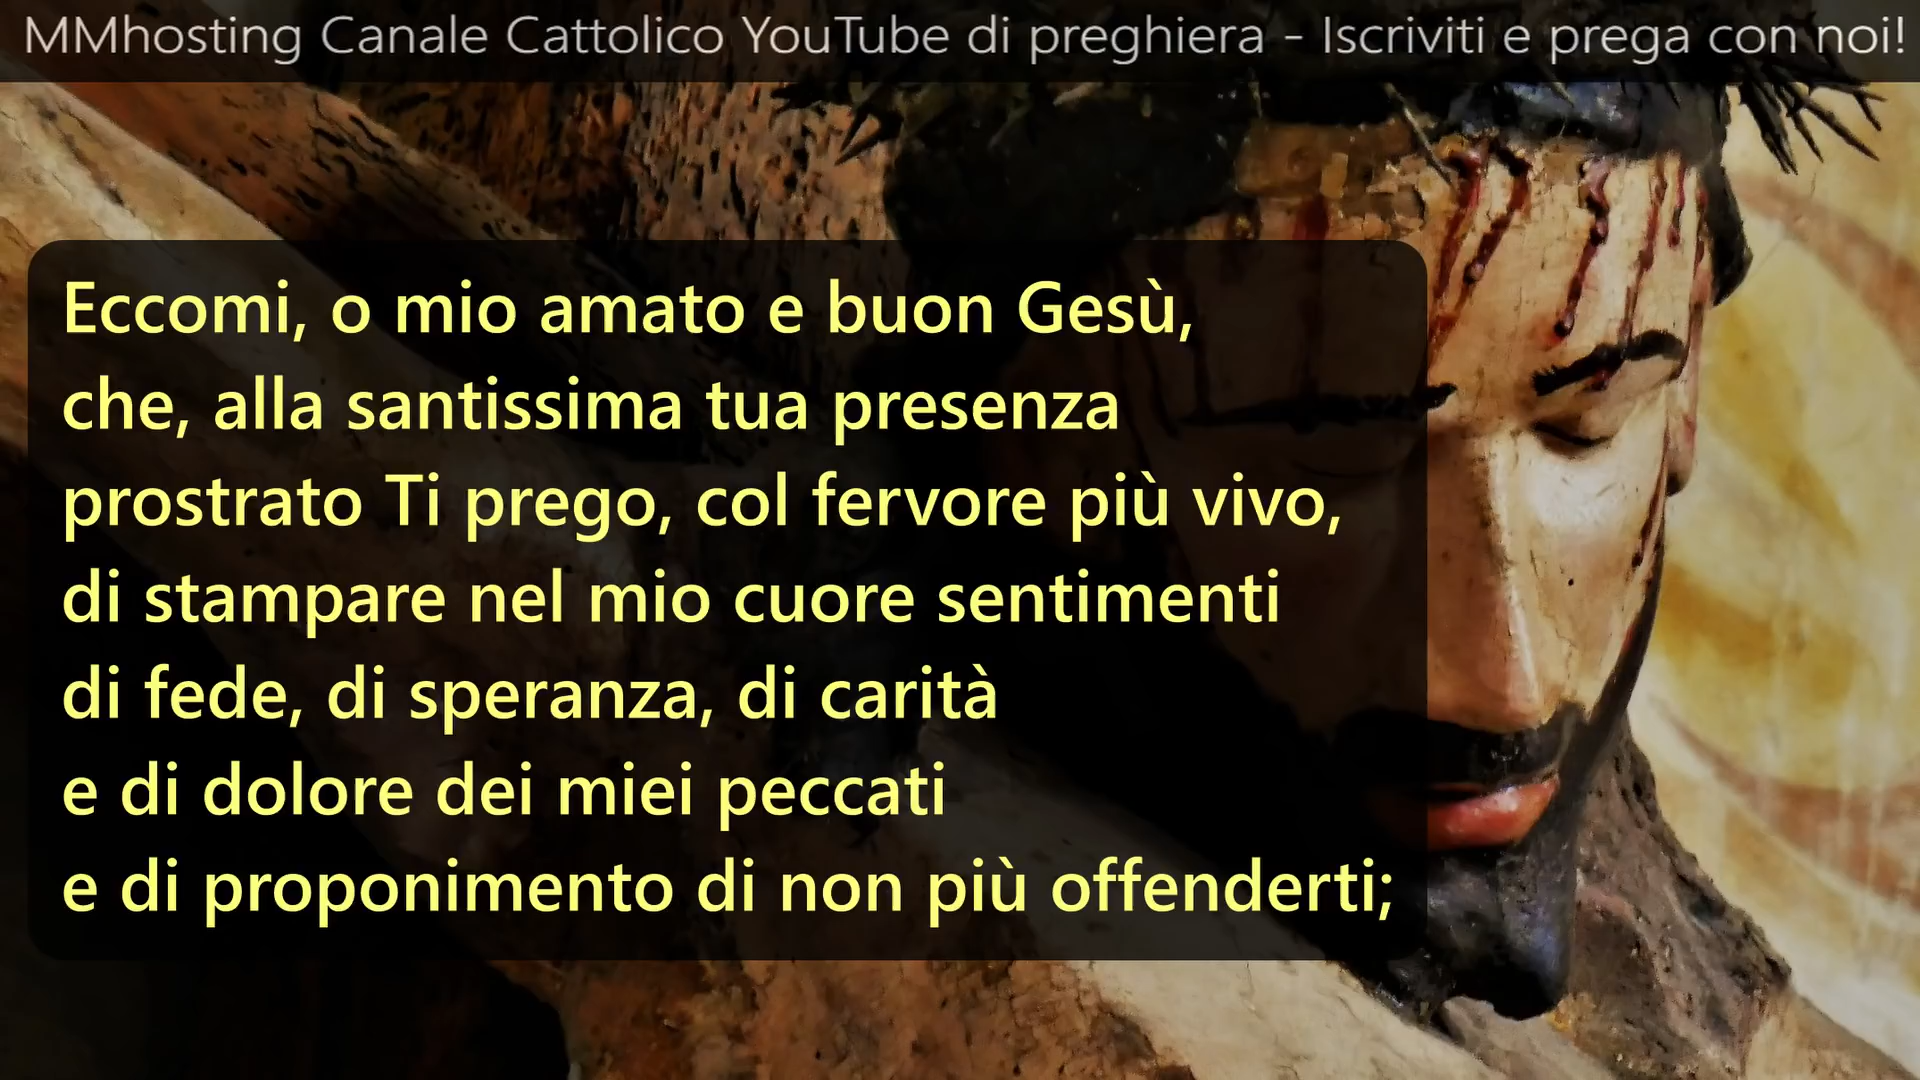 MMhosting Canale Cattolico YouTube di preghiera - Iscriviti e prega con noi!
Eccomi, o mio amato e buon Gesù,
che, alla santissima tua presenza
prostrato Ti prego, col fervore più vivo,
di stampare nel mio cuore sentimenti
di fede, di speranza, di carità
e di dolore dei miei peccati
e di proponimento di non più offenderti;